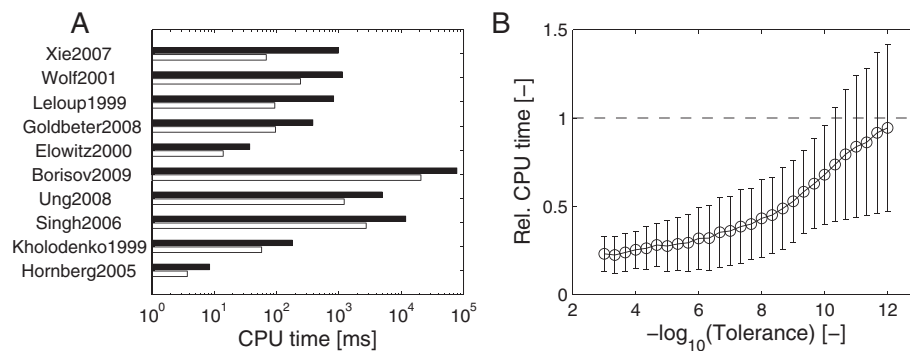 A
Xie2007
Wolf2001
Leloup1999
Goldbeter2008
Elowitz2000
Borisov2009
Ung2008
Singh2006
Kholodenko1999
Hornberg2005
10^0 10^1 10^2 10^3 10^4 10^5
CPU time [ms]
B
Rel. CPU time [-]
1.5
1
0.5
0
2 4 6 8 10 12
−log10(Tolerance) [-]